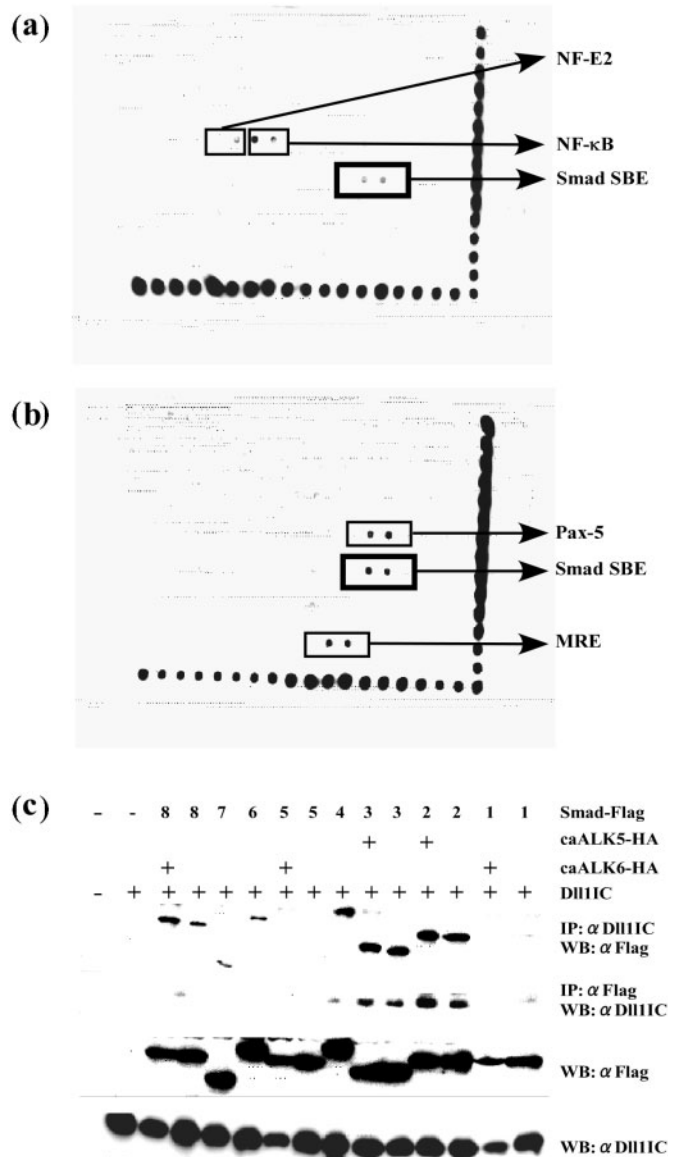 (a)
NF-E2
NF-κB
Smad SBE
(b)
Pax-5
Smad SBE
MRE
(c)
- - 8 8 7 6 5 5 4 3 3 2 2 1 1 Smad-Flag
+ + caALK5-HA
+ + + caALK6-HA
- + + + + + + + + + + + + + + Dll1IC
IP: α Dll1IC
WB: α Flag
IP: α Flag
WB: α Dll1IC
WB: α Flag
WB: α Dll1IC